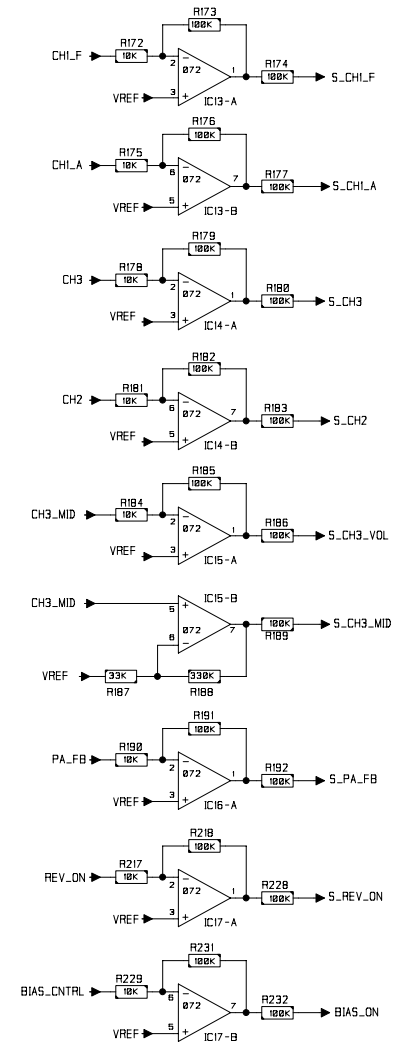 R173
100K
CH1_F
R172
10K
2
-
072
1
R174
100K
S_CH1_F
VREF
3
+
IC13-A
R176
100K
CH1_A
R175
10K
6
-
072
7
R177
100K
S_CH1_A
VREF
5
+
IC13-B
R179
100K
CH3
R178
10K
2
-
072
1
R180
100K
S_CH3
VREF
3
+
IC14-A
R182
100K
CH2
R181
10K
6
-
072
7
R183
100K
S_CH2
VREF
5
+
IC14-B
R185
100K
CH3_MID
R184
10K
2
-
072
1
R186
100K
S_CH3_VOL
VREF
3
+
IC15-A
IC15-B
CH3_MID
5
+
072
7
100K
R189
S_CH3_MID
6
-
VREF
33K
R187
330K
R188
R191
100K
PA_FB
R190
10K
2
-
072
1
R192
100K
S_PA_FB
VREF
3
+
IC16-A
R218
100K
REV_ON
R217
10K
2
-
072
1
R228
100K
S_REV_ON
VREF
3
+
IC17-A
R231
100K
BIAS_CNTRL
R229
10K
6
-
072
7
R232
100K
BIAS_ON
VREF
5
+
IC17-B